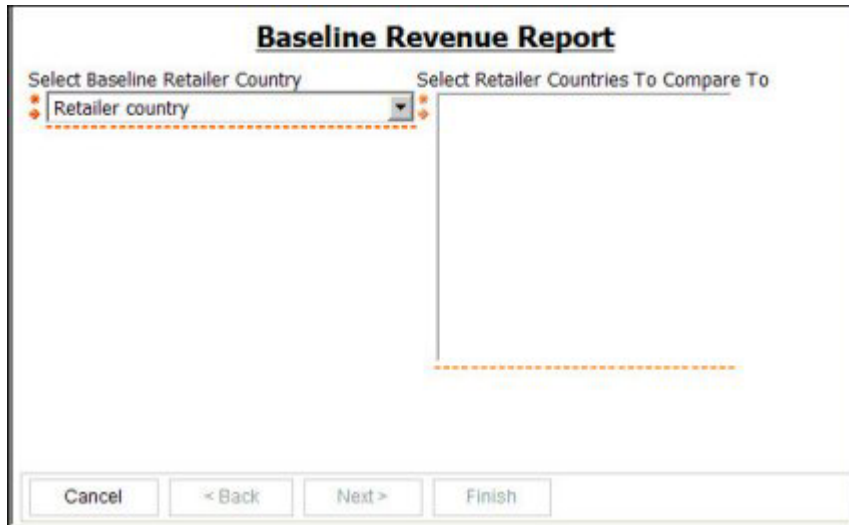 Baseline Revenue Report
Select Baseline Retailer Country
Select Retailer Countries To Compare To
Retailer country
Cancel
< Back
Next >
Finish